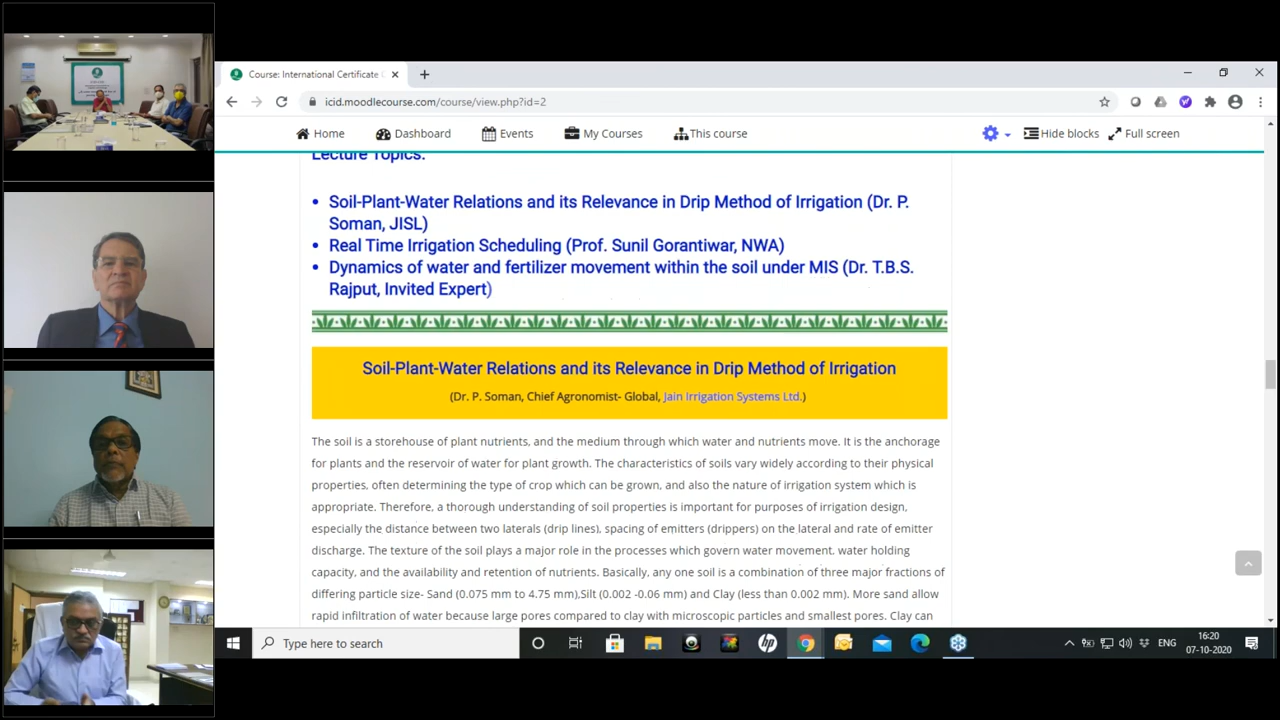 Course: International Certificate C
icid.moodlecourse.com/course/view.php?id=2
Home
Dashboard
Events
My Courses
This course
Hide blocks
Full screen
Lecture Topics:
Soil-Plant-Water Relations and its Relevance in Drip Method of Irrigation (Dr. P.
Soman, JISL)
Real Time Irrigation Scheduling (Prof. Sunil Gorantiwar, NWA)
Dynamics of water and fertilizer movement within the soil under MIS (Dr. T.B.S.
Rajput, Invited Expert)
Soil-Plant-Water Relations and its Relevance in Drip Method of Irrigation
(Dr. P. Soman, Chief Agronomist- Global, Jain Irrigation Systems Ltd.)
The soil is a storehouse of plant nutrients, and the medium through which water and nutrients move. It is the anchorage
for plants and the reservoir of water for plant growth. The characteristics of soils vary widely according to their physical
properties, often determining the type of crop which can be grown, and also the nature of irrigation system which is
appropriate. Therefore, a thorough understanding of soil properties is important for purposes of irrigation design,
especially the distance between two laterals (drip lines), spacing of emitters (drippers) on the lateral and rate of emitter
discharge. The texture of the soil plays a major role in the processes which govern water movement. water holding
capacity, and the availability and retention of nutrients. Basically, any one soil is a combination of three major fractions of
differing particle size- Sand (0.075 mm to 4.75 mm),Silt (0.002 -0.06 mm) and Clay (less than 0.002 mm). More sand allow
rapid infiltration of water because large pores compared to clay with microscopic particles and smallest pores. Clay can
Type here to search
hp
ENG
16:20
07-10-2020